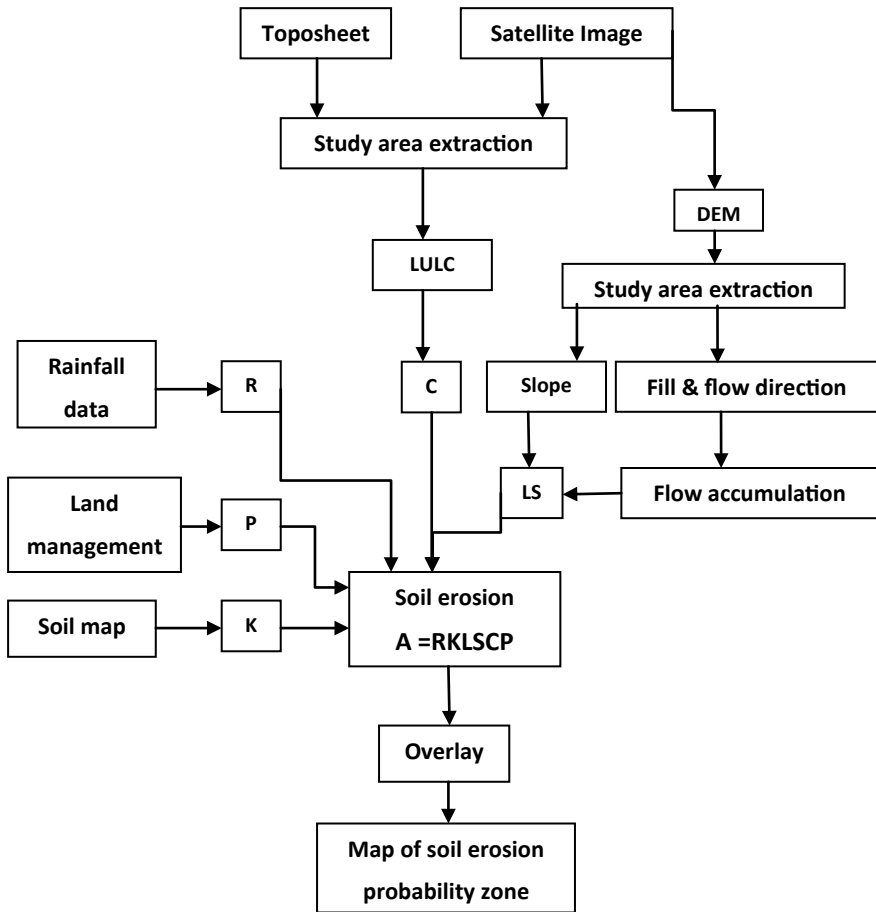 Toposheet
Satellite Image
Study area extraction
DEM
LULC
Study area extraction
Rainfall
data
R
C
Slope
Fill & flow direction
Land
management
P
LS
Flow accumulation
Soil map
K
Soil erosion
A =RKLSCP
Overlay
Map of soil erosion
probability zone